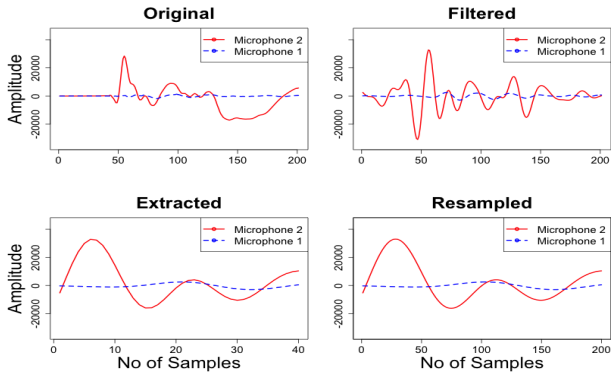 Original
Filtered
Microphone 2
Microphone 1
Microphone 2
Microphone 1
Amplitude
-20000 0 20000
-20000 0 20000
0 50 100 150 200
0 50 100 150 200
Extracted
Resampled
Microphone 2
Microphone 1
Microphone 2
Microphone 1
Amplitude
-20000 0 20000
-20000 0 20000
0 10 20 30 40
0 50 100 150 200
No of Samples
No of Samples